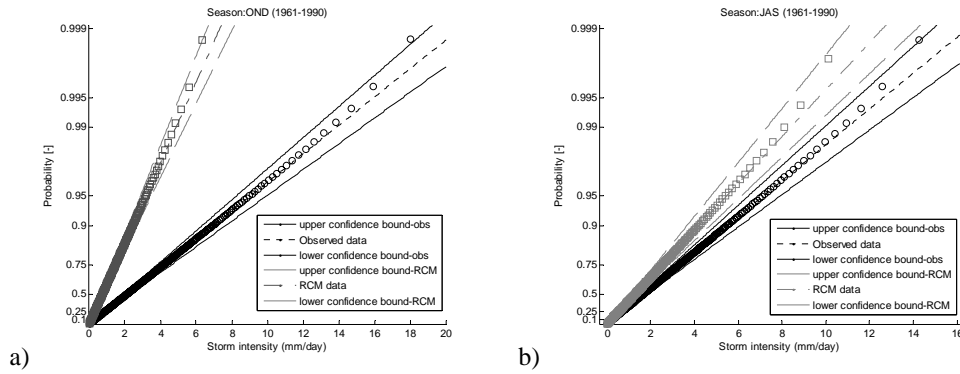 Season:OND (1961-1990)
0.999
0.995
0.99
0.95
0.9
0.75
0.5
0.25
0.1
Probability [-]
upper confidence bound-obs
Observed data
lower confidence bound-obs
upper confidence bound-RCM
RCM data
lower confidence bound-RCM
0 2 4 6 8 10 12 14 16 18 20
Storm intensity (mm/day)
a)
Season:JAS (1961-1990)
0.999
0.995
0.99
0.95
0.9
0.75
0.5
0.25
0.1
Probability [-]
upper confidence bound-obs
Observed data
lower confidence bound-obs
upper confidence bound-RCM
RCM data
lower confidence bound-RCM
0 2 4 6 8 10 12 14 16
Storm intensity (mm/day)
b)